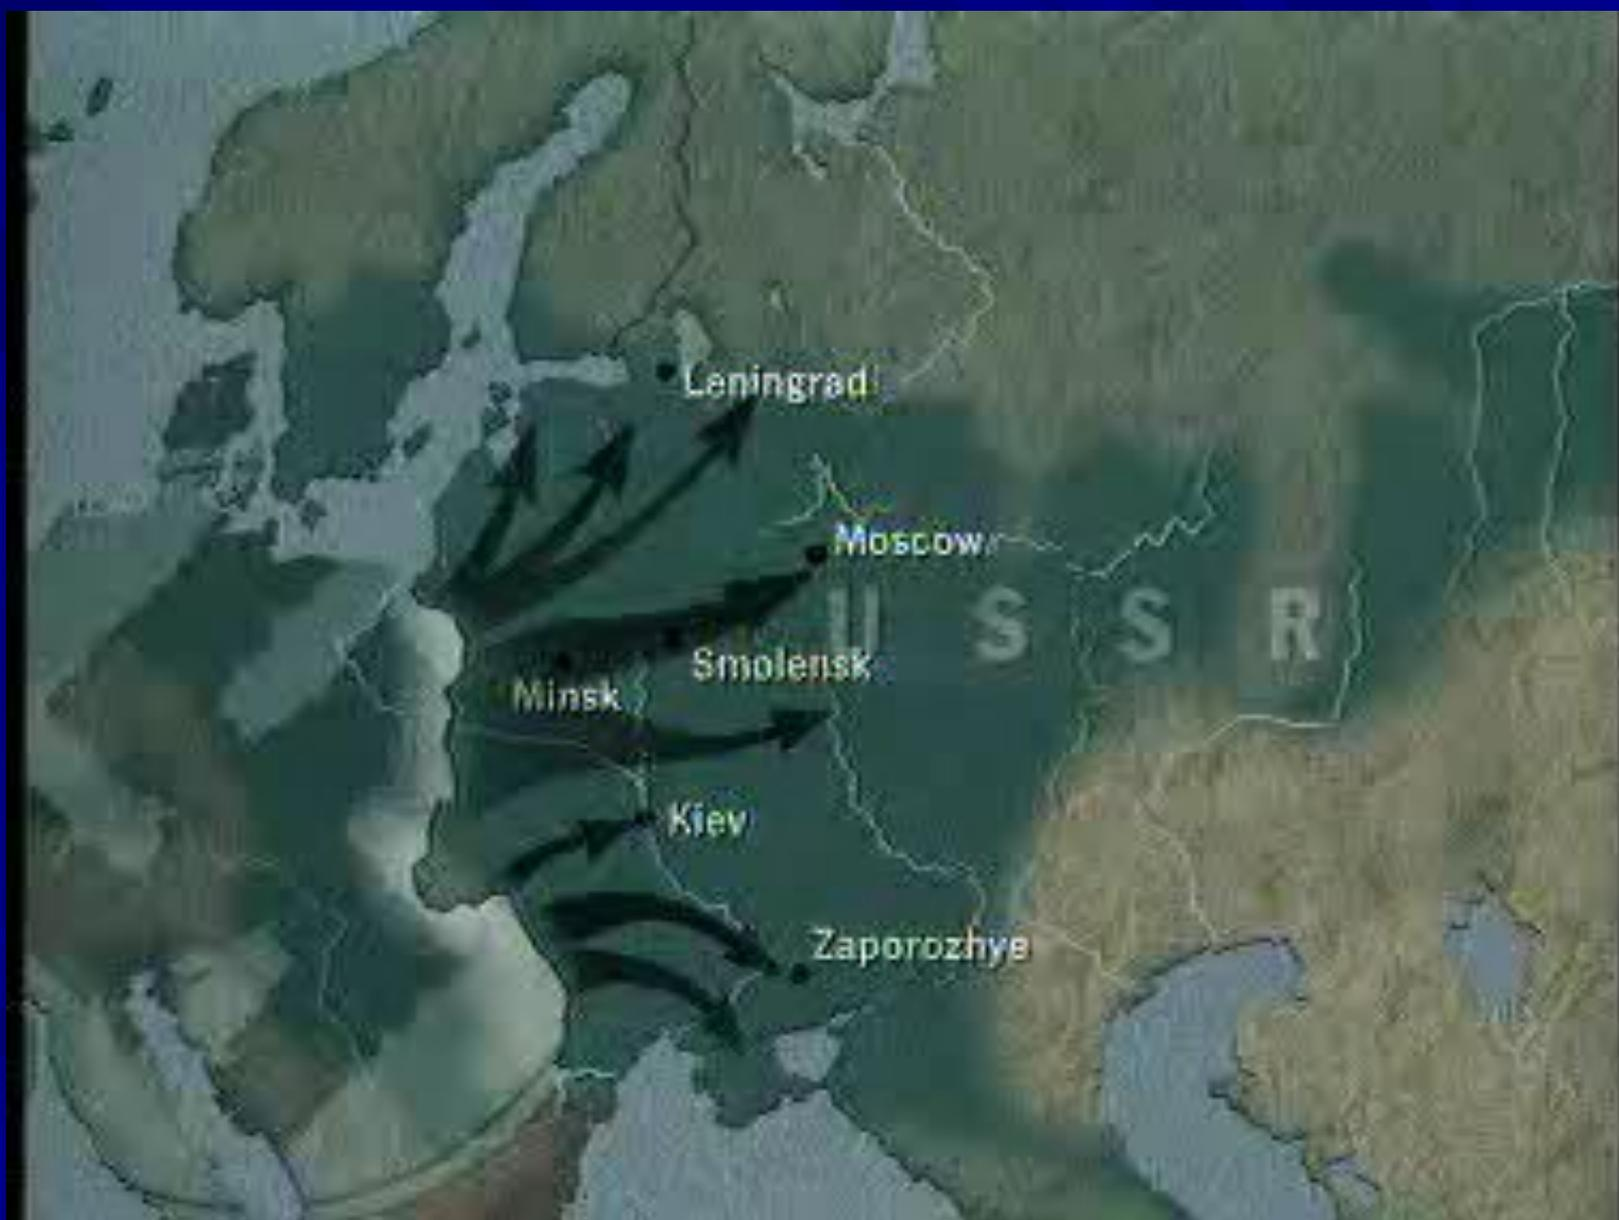 Leningrad
Moscow
U S S R
Smolensk
Minsk
Kiev
Zaporozhye